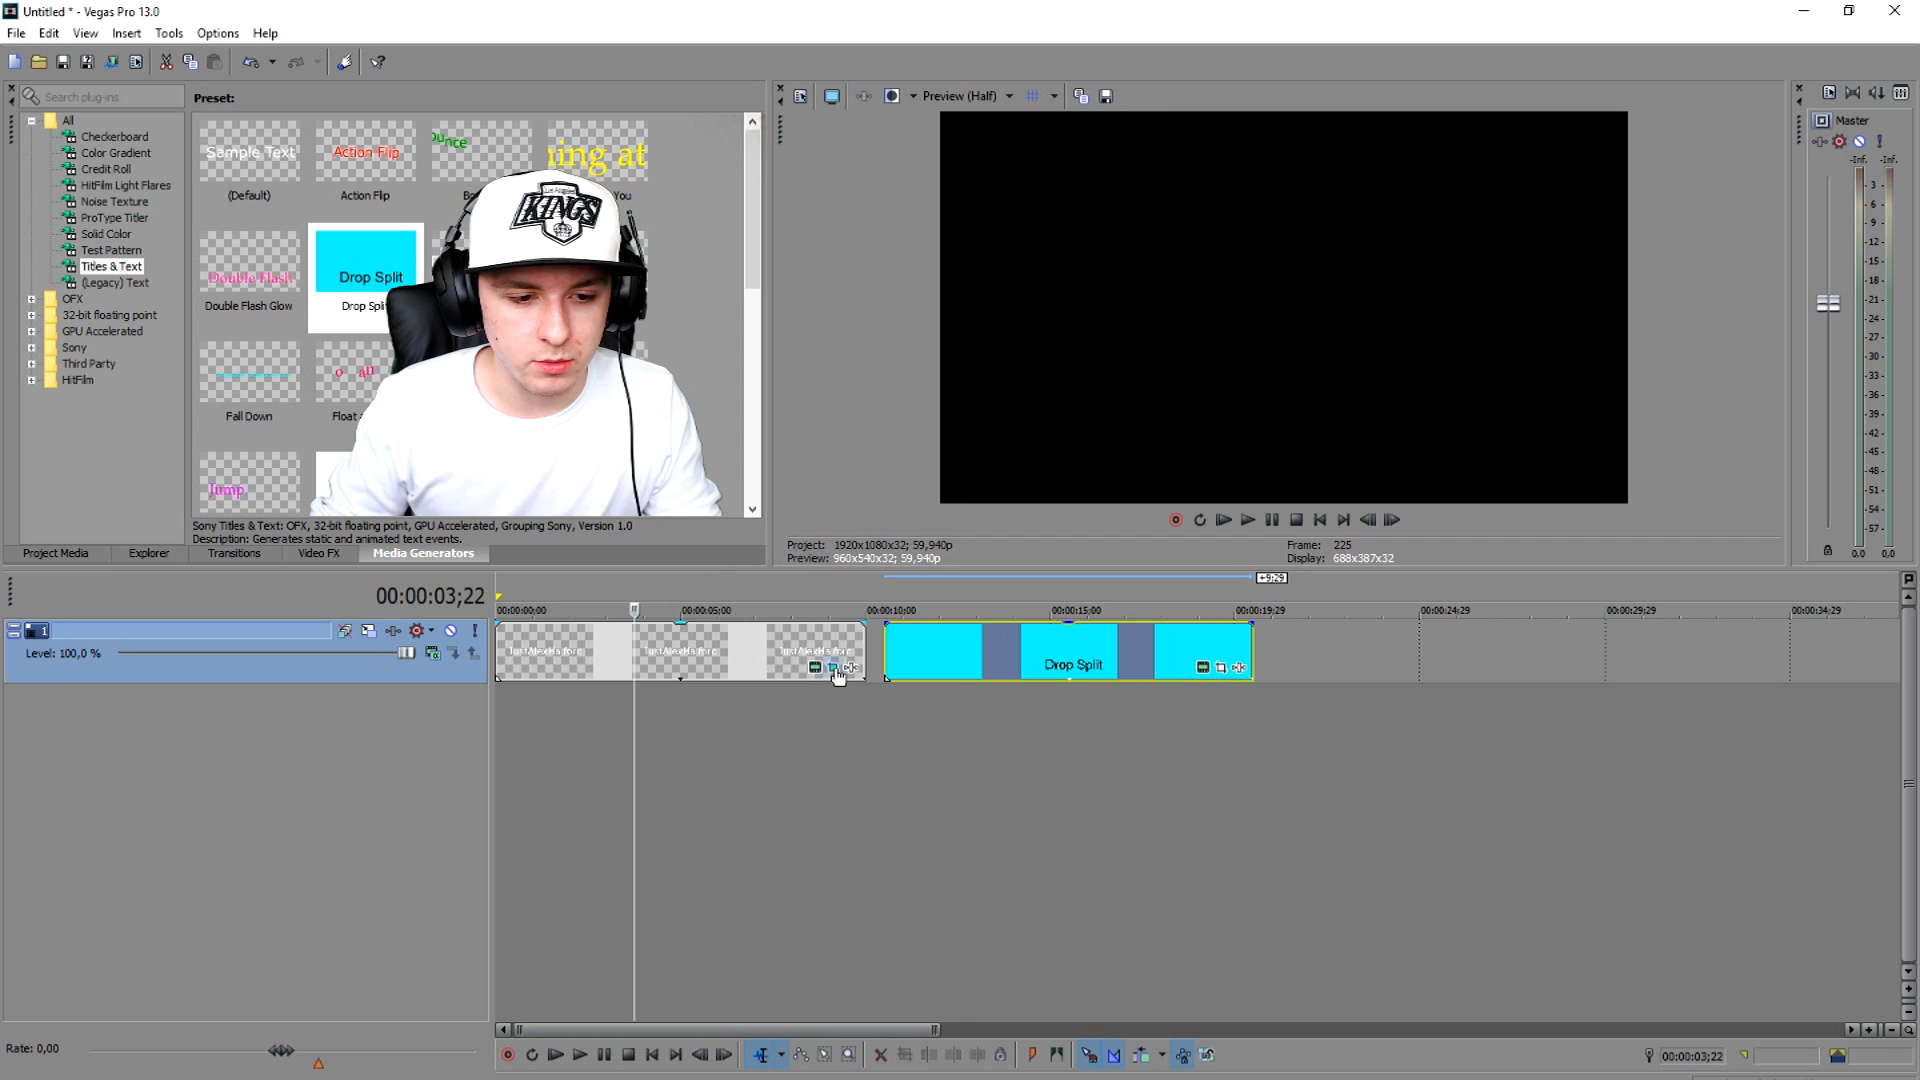 Untitled * - Vegas Pro 13.0
File Edit View Insert Tools Options Help
Search plug-ins
Preset:
Preview (Half)
All
Checkerboard
Color Gradient
Credit Roll
HitFilm Light Flares
Noise Texture
ProType Titler
Solid Color
Test Pattern
Titles & Text
(Legacy) Text
OFX
32-bit floating point
GPU Accelerated
Sony
Third Party
HitFilm
Sample Text
Action Flip
ounce
ning at
(Default)
Action Flip
You
Los Angeles
KINGS
Double Flash
Drop Split
Double Flash Glow
Drop Split
Fall Down
Float
Jump
Sony Titles & Text: OFX, 32-bit floating point, GPU Accelerated, Grouping Sony, Version 1.0
Description: Generates static and animated text events.
Project Media Explorer Transitions Video FX Media Generators
Project: 1920x1080x32; 59,940p
Preview: 960x540x32; 59,940p
Frame: 225
Display: 688x387x32
Master
-Inf. -Inf.
3
-6-
-9-
-12-
-15-
-18-
-21-
-24-
-27-
-30-
-33-
-36-
-39-
-42-
-45-
-48-
-51-
-54-
-57-
0.0 0.0
00:00:03;22
+9;29
00:00:00;00 00:00:05;00 00:00:10;00 00:00:15;00 00:00:19;29 00:00:24;29 00:00:29;29 00:00:34;29
1
Level: 100,0 %
Drop Split
Rate: 0,00
00:00:03;22